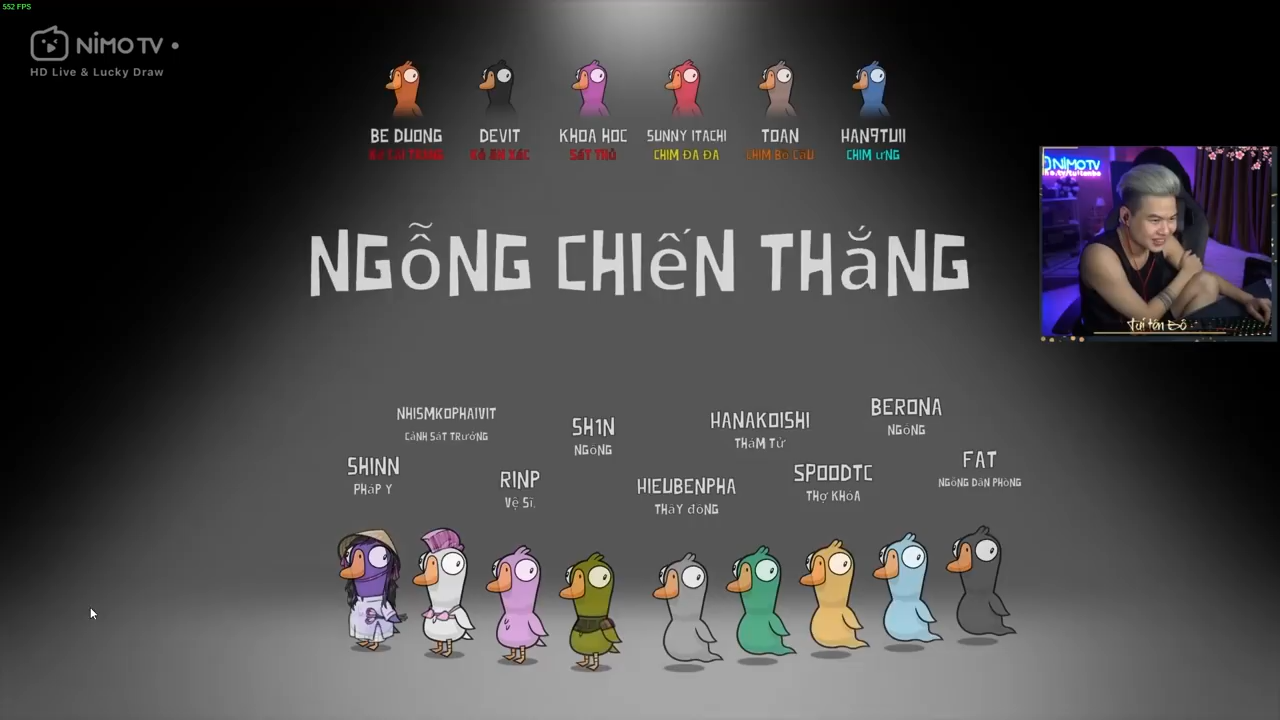 552 FPS
NIMO TV
HD Live & Lucky Draw
BE DUONG
DEVIT
KHOA HOC
SUNNY ITACHI
TOAN
HAN9TUII
SÁT THỦ
CHIM ĐA ĐA
CHIM BỒ CÂU
CHIM ƯNG
NIMOTV
NGỖNG CHIẾN THẮNG
Tui tên Bô
NHISMKOPHAIVIT
CẢNH SÁT TRƯỞNG
SH1N
NGỖNG
HANAKOISHI
THÁM TỬ
BERONA
NGỖNG
SHINN
PHÁP Y
RINP
VỆ SĨ
HIEUBENPHA
THẦY ĐỒNG
SPOODTC
THỢ KHÓA
FAT
NGỖNG DÂN PHÒNG